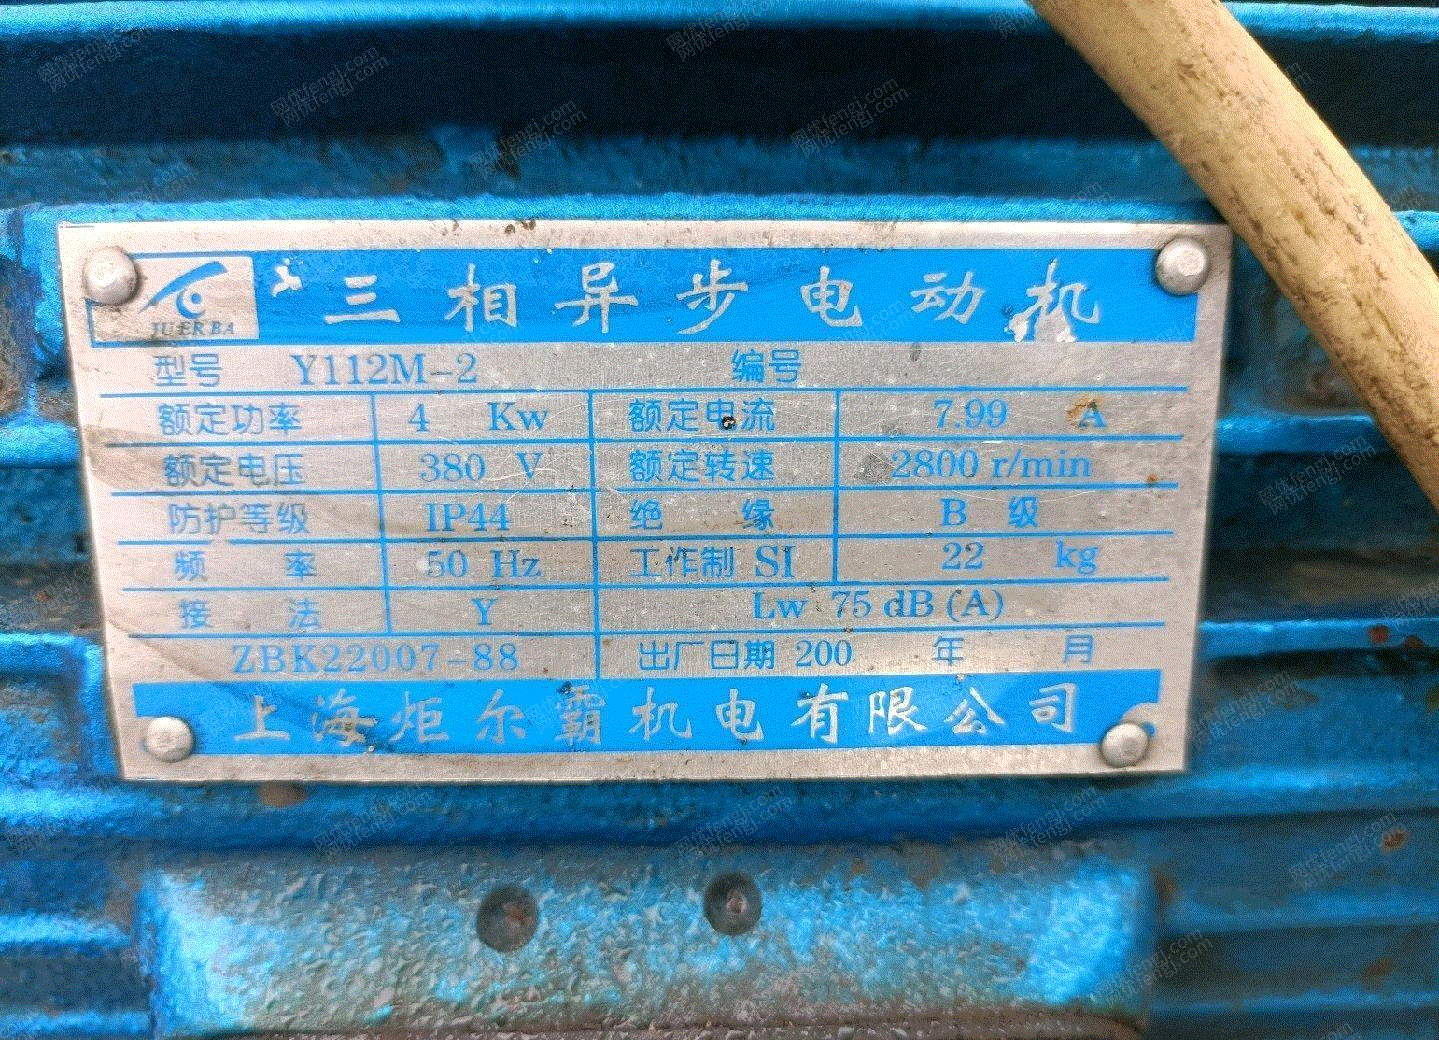 JUERBA 三相异步电动机
型号 Y112M-2 编号
额定功率 4 Kw 额定电流 7.99 A
额定电压 380 V 额定转速 2800 r/min
防护等级 IP44 绝缘 B 级
频率 50 Hz 工作制 SI 22 kg
接法 Y Lw 75 dB (A)
ZBK22007-88 出厂日期 200 年 月
上海炬尔霸机电有限公司